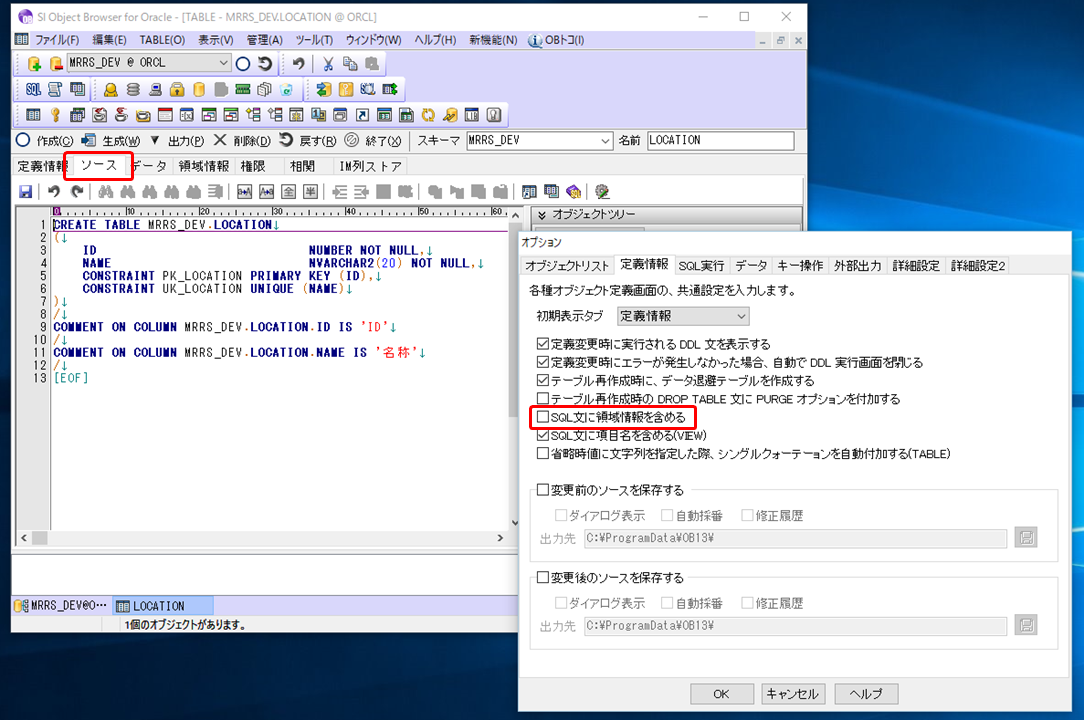 SI Object Browser for Oracle - [TABLE - MRRS_DEV.LOCATION @ ORCL]
ファイル(F) 編集(E) TABLE(O) 表示(V) 管理(A) ツール(T) ウィンドウ(W) ヘルプ(H) 新機能(N) OBトコ(I)
MRRS_DEV @ ORCL
SQL
作成(C) 生成(W) 出力(P) 削除(D) 戻す(R) 終了(X) スキーマ MRRS_DEV 名前 LOCATION
定義情報 ソース データ 領域情報 権限 相関 IM列ストア
全 半
0 10 20 30 40 50 60
オブジェクトツリー
1 CREATE TABLE MRRS_DEV.LOCATION↓
2 (↓
3 ID NUMBER NOT NULL,↓
4 NAME NVARCHAR2(20) NOT NULL,↓
5 CONSTRAINT PK_LOCATION PRIMARY KEY (ID),↓
6 CONSTRAINT UK_LOCATION UNIQUE (NAME)↓
7 )↓
8 /↓
9 COMMENT ON COLUMN MRRS_DEV.LOCATION.ID IS 'ID'↓
10 /↓
11 COMMENT ON COLUMN MRRS_DEV.LOCATION.NAME IS '名称'↓
12 /↓
13 [EOF]
MRRS_DEV@O… LOCATION
1個のオブジェクトがあります。
オプション
オブジェクトリスト 定義情報 SQL実行 データ キー操作 外部出力 詳細設定 詳細設定2
各種オブジェクト定義画面の、共通設定を入力します。
初期表示タブ 定義情報
定義変更時に実行される DDL 文を表示する
定義変更時にエラーが発生しなかった場合、自動で DDL 実行画面を閉じる
テーブル再作成時に、データ退避テーブルを作成する
テーブル再作成時の DROP TABLE 文に PURGE オプションを付加する
SQL文に領域情報を含める
SQL文に項目名を含める(VIEW)
省略時値に文字列を指定した際、シングルクォーテーションを自動付加する(TABLE)
変更前のソースを保存する
ダイアログ表示 自動採番 修正履歴
出力先 C:¥ProgramData¥OB13¥
変更後のソースを保存する
ダイアログ表示 自動採番 修正履歴
出力先 C:¥ProgramData¥OB13¥
OK キャンセル ヘルプ